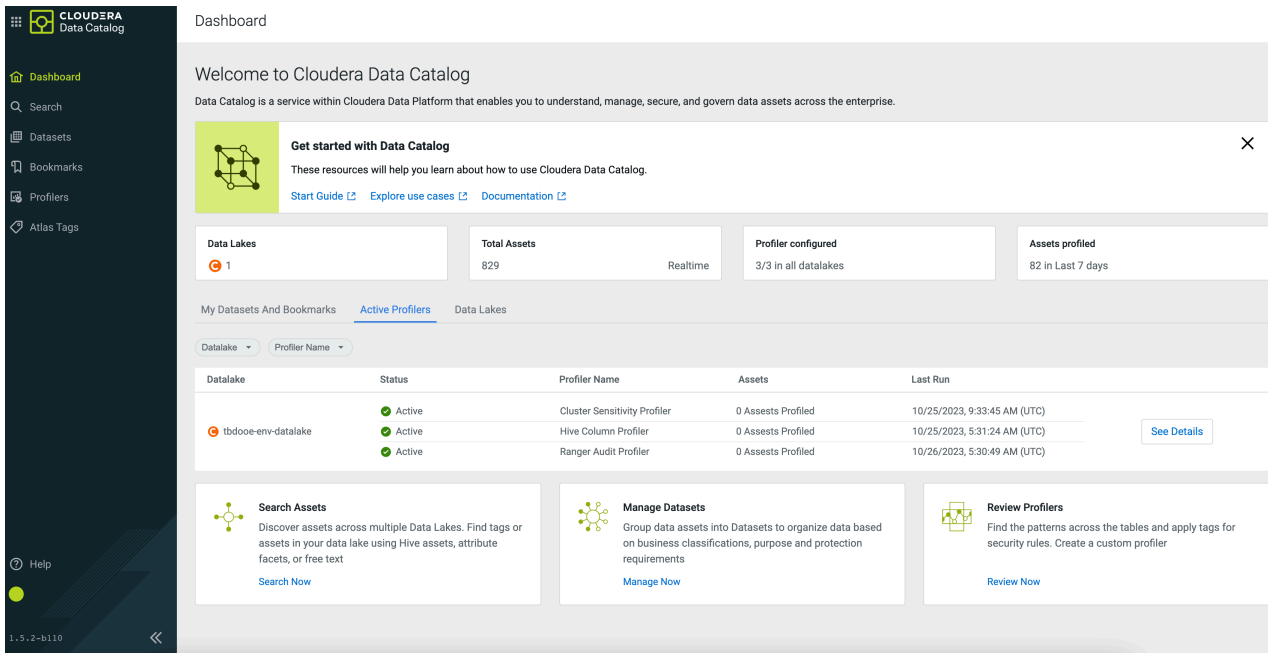 CLOUDERA
Data Catalog
Dashboard
Search
Datasets
Bookmarks
Profilers
Atlas Tags
Help
1.5.2-b110
Dashboard
Welcome to Cloudera Data Catalog
Data Catalog is a service within Cloudera Data Platform that enables you to understand, manage, secure, and govern data assets across the enterprise.
Get started with Data Catalog
These resources will help you learn about how to use Cloudera Data Catalog.
Start Guide Explore use cases Documentation
Data Lakes Total Assets Profiler configured Assets profiled
C 1 829 Realtime 3/3 in all datalakes 82 in Last 7 days
My Datasets And Bookmarks Active Profilers Data Lakes
Datalake Profiler Name
Datalake Status Profiler Name Assets Last Run
Active Cluster Sensitivity Profiler 0 Assests Profiled 10/25/2023, 9:33:45 AM (UTC)
C tbdooe-env-datalake Active Hive Column Profiler 0 Assests Profiled 10/25/2023, 5:31:24 AM (UTC) See Details
Active Ranger Audit Profiler 0 Assests Profiled 10/26/2023, 5:30:49 AM (UTC)
Search Assets
Discover assets across multiple Data Lakes. Find tags or
assets in your data lake using Hive assets, attribute
facets, or free text
Search Now
Manage Datasets
Group data assets into Datasets to organize data based
on business classifications, purpose and protection
requirements
Manage Now
Review Profilers
Find the patterns across the tables and apply tags for
security rules. Create a custom profiler
Review Now